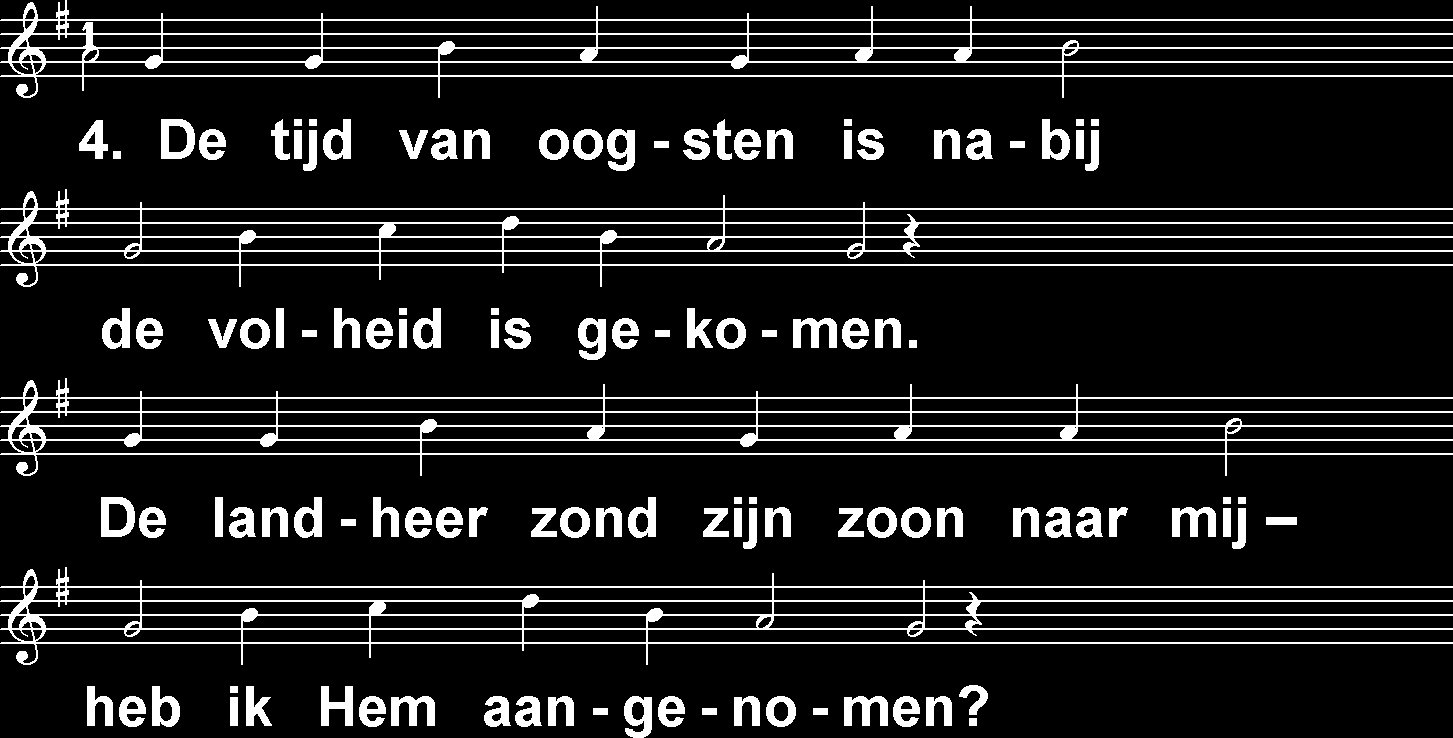 1
4. De tijd van oog - sten is na - bij
de vol - heid is ge - ko - men.
De land - heer zond zijn zoon naar mij –
heb ik Hem aan - ge - no - men?